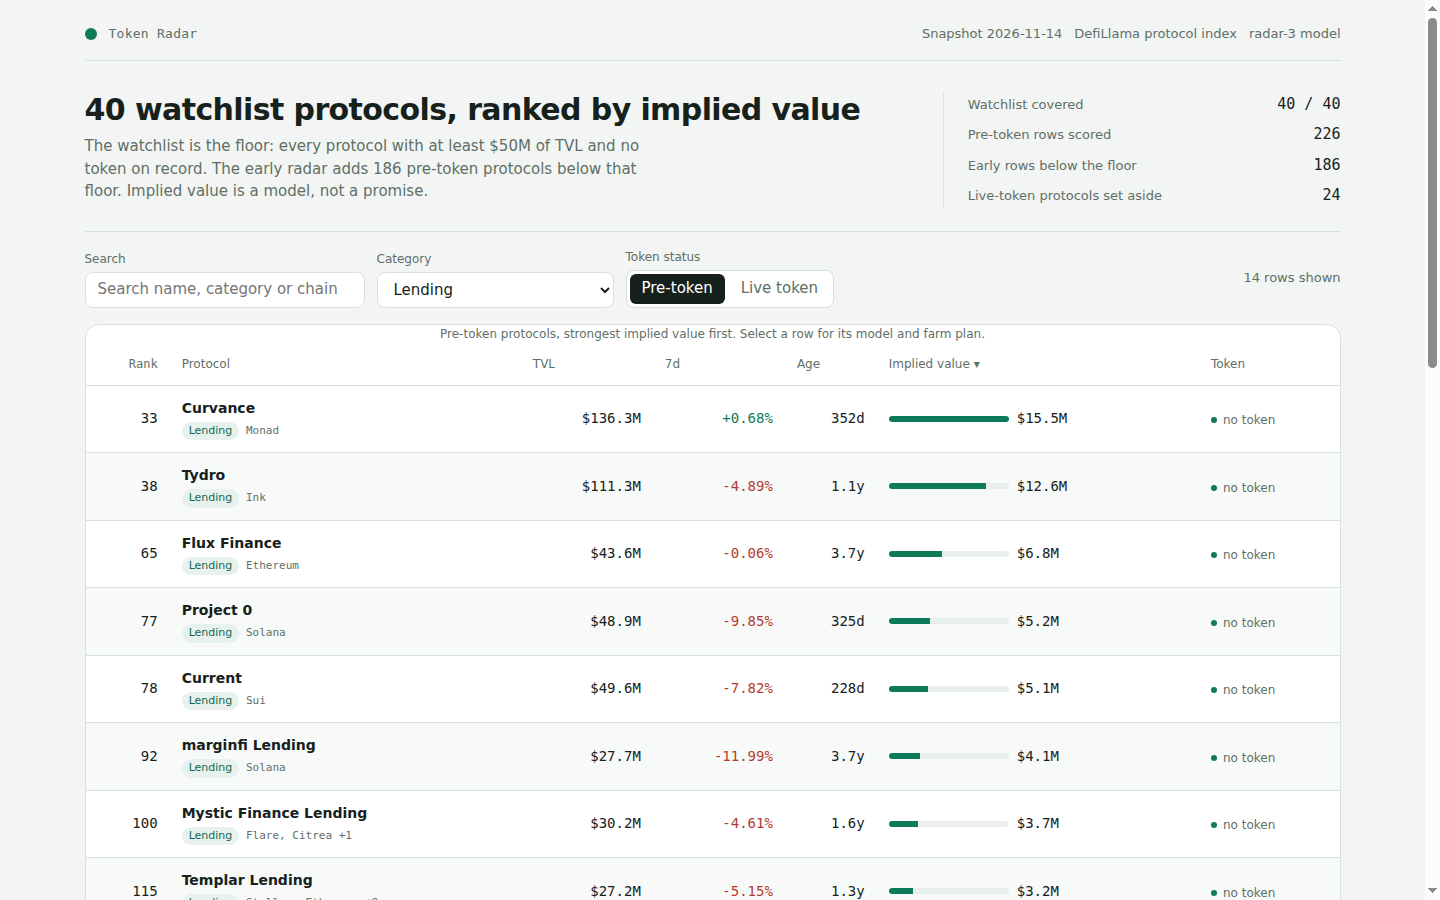 Token Radar
Snapshot 2026-11-14 DefiLlama protocol index radar-3 model
40 watchlist protocols, ranked by implied value
The watchlist is the floor: every protocol with at least $50M of TVL and no
token on record. The early radar adds 186 pre-token protocols below that
floor. Implied value is a model, not a promise.
Watchlist covered 40 / 40
Pre-token rows scored 226
Early rows below the floor 186
Live-token protocols set aside 24
Search
Category
Token status
Search name, category or chain
Lending
Pre-token
Live token
14 rows shown
Pre-token protocols, strongest implied value first. Select a row for its model and farm plan.
Rank Protocol TVL 7d Age Implied value ▾ Token
33 Curvance $136.3M +0.68% 352d $15.5M no token
Lending Monad
38 Tydro $111.3M -4.89% 1.1y $12.6M no token
Lending Ink
65 Flux Finance $43.6M -0.06% 3.7y $6.8M no token
Lending Ethereum
77 Project 0 $48.9M -9.85% 325d $5.2M no token
Lending Solana
78 Current $49.6M -7.82% 228d $5.1M no token
Lending Sui
92 marginfi Lending $27.7M -11.99% 3.7y $4.1M no token
Lending Solana
100 Mystic Finance Lending $30.2M -4.61% 1.6y $3.7M no token
Lending Flare, Citrea +1
115 Templar Lending $27.2M -5.15% 1.3y $3.2M no token